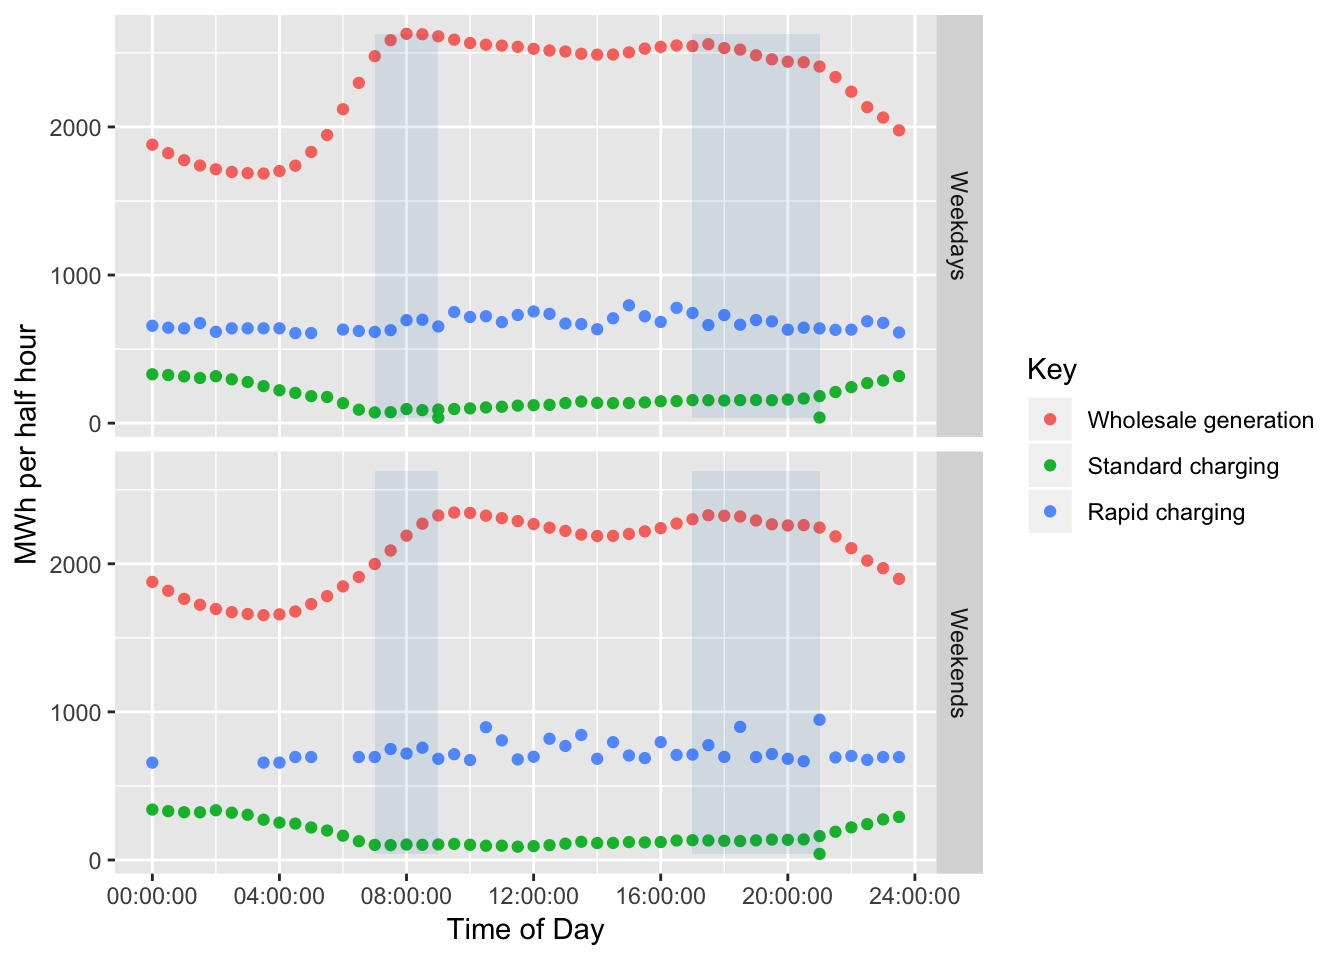 MWh per half hour
2000
1000
0
Weekdays
2000
1000
0
Weekends
00:00:00 04:00:00 08:00:00 12:00:00 16:00:00 20:00:00 24:00:00
Time of Day
Key
Wholesale generation
Standard charging
Rapid charging